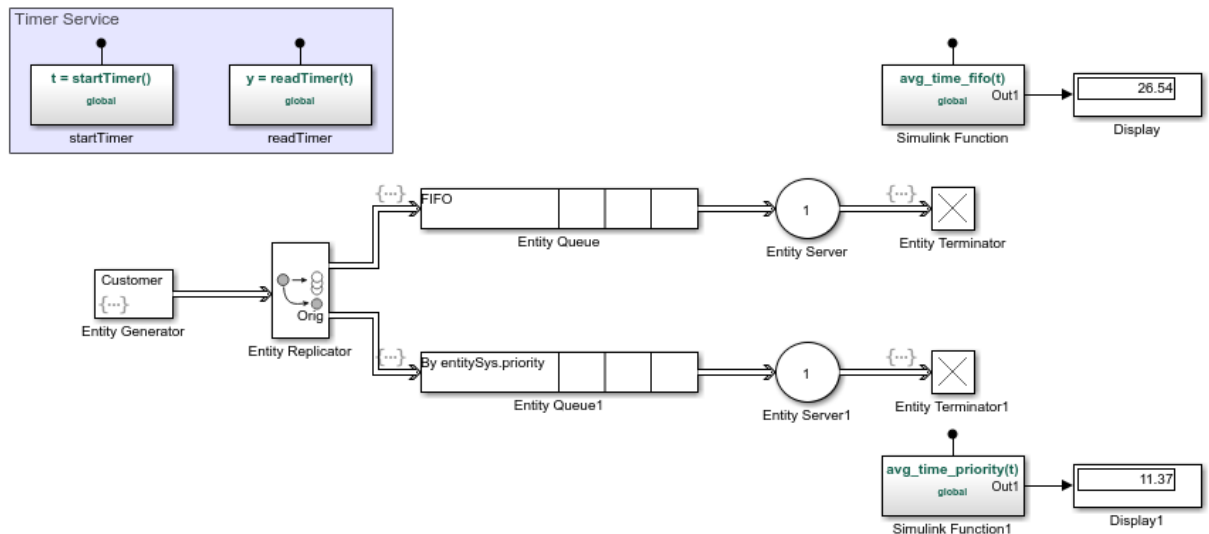 Timer Service
t = startTimer()
global
startTimer
y = readTimer(t)
global
readTimer
avg_time_fifo(t)
global
Out1
Simulink Function
26.54
Display
Customer
{...}
Entity Generator
Orig
Entity Replicator
{...}
FIFO
Entity Queue
1
Entity Server
{...}
Entity Terminator
{...}
By entitySys.priority
Entity Queue1
1
Entity Server1
{...}
Entity Terminator1
avg_time_priority(t)
global
Out1
Simulink Function1
11.37
Display1